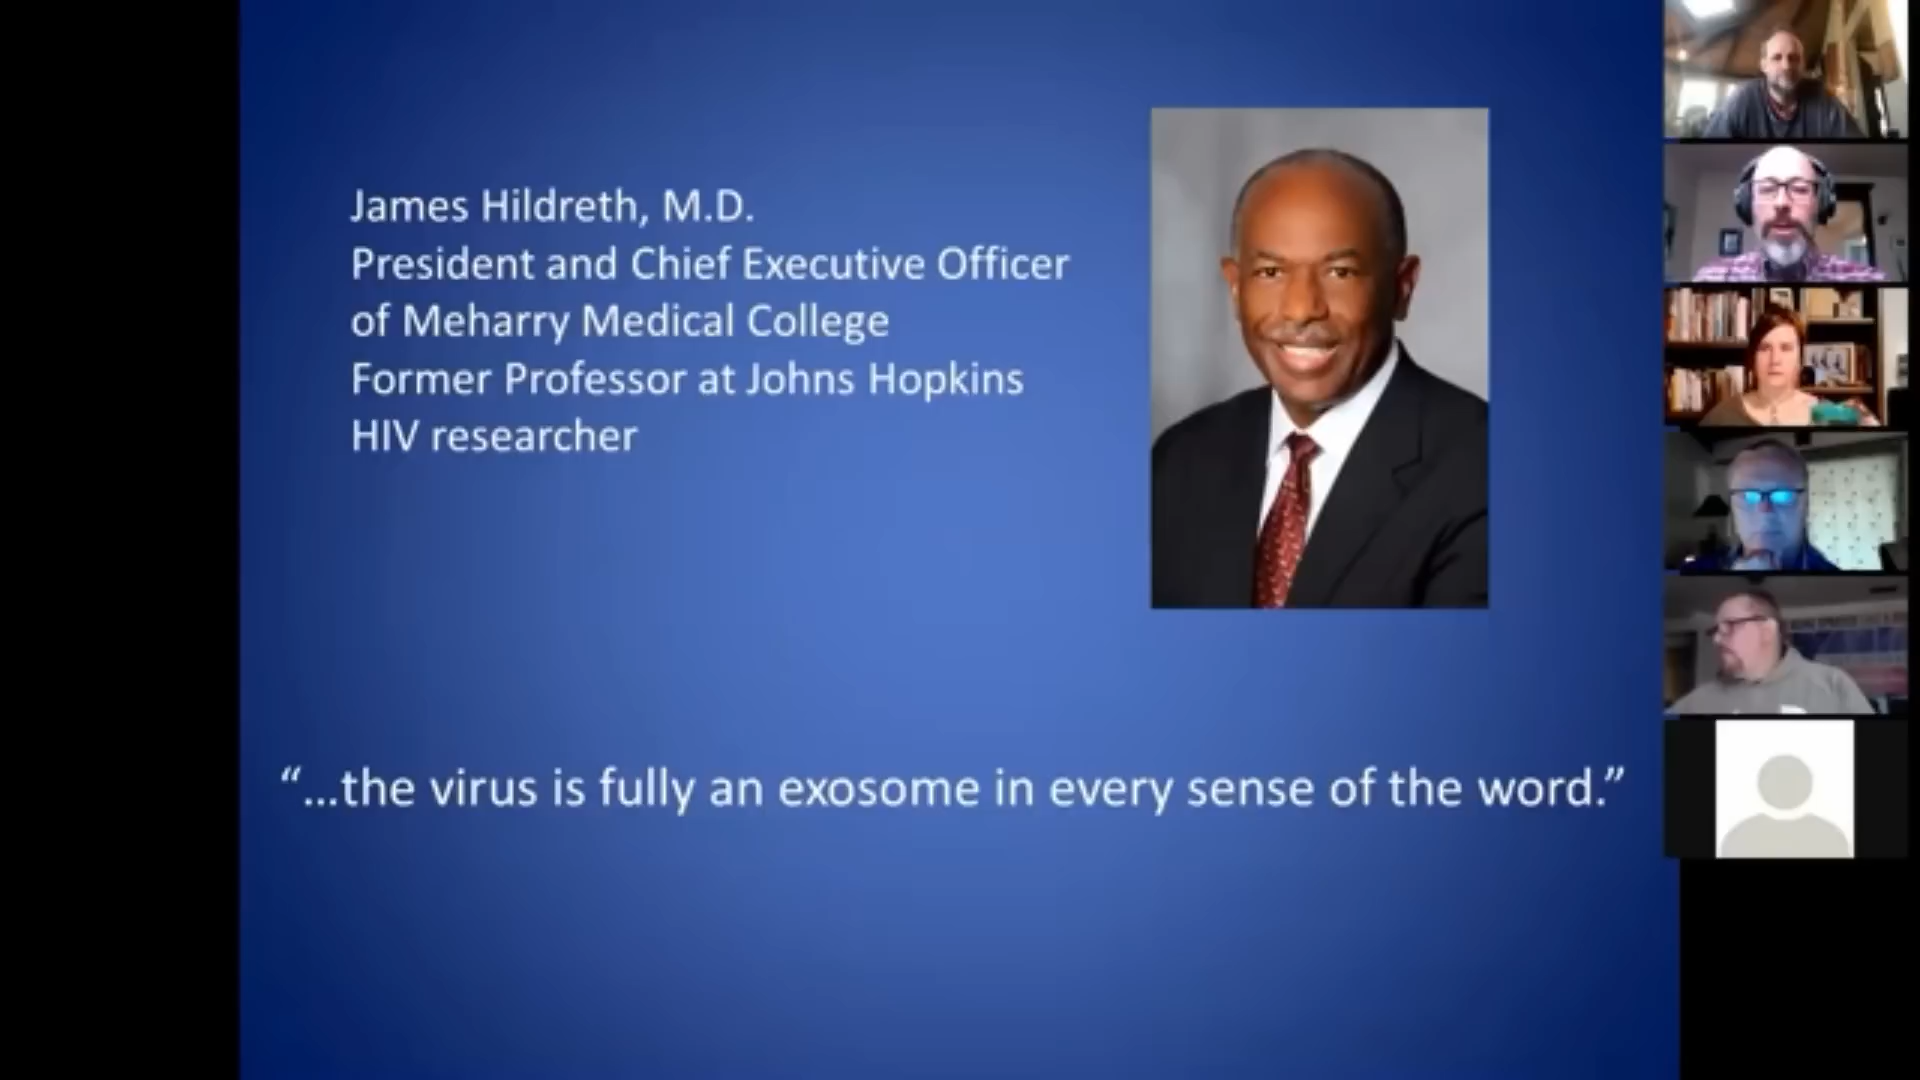 James Hildreth, M.D.
President and Chief Executive Officer
of Meharry Medical College
Former Professor at Johns Hopkins
HIV researcher
“...the virus is fully an exosome in every sense of the word.”